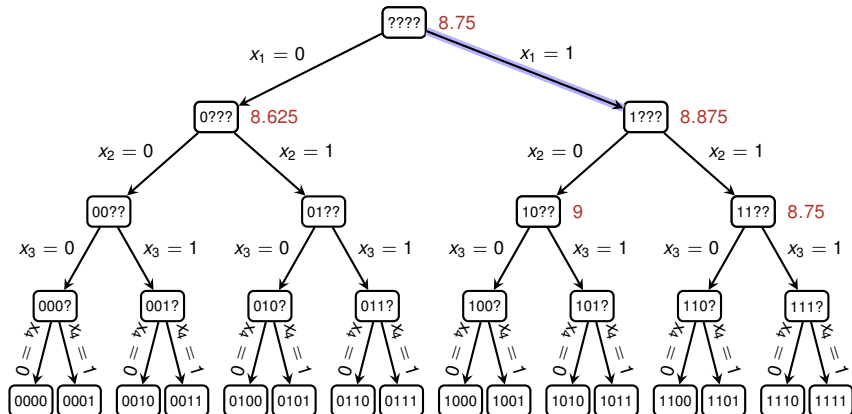 ???? 8.75
x₁ = 0 x₁ = 1
0??? 8.625 1??? 8.875
x₂ = 0 x₂ = 1 x₂ = 0 x₂ = 1
00?? 01?? 10?? 9 11?? 8.75
x₃ = 0 x₃ = 1 x₃ = 0 x₃ = 1 x₃ = 0 x₃ = 1 x₃ = 0 x₃ = 1
000? 001? 010? 011? 100? 101? 110? 111?
x₄ = 0 x₄ = 1 x₄ = 0 x₄ = 1 x₄ = 0 x₄ = 1 x₄ = 0 x₄ = 1 x₄ = 0 x₄ = 1 x₄ = 0 x₄ = 1 x₄ = 0 x₄ = 1 x₄ = 0 x₄ = 1
0000 0001 0010 0011 0100 0101 0110 0111 1000 1001 1010 1011 1100 1101 1110 1111